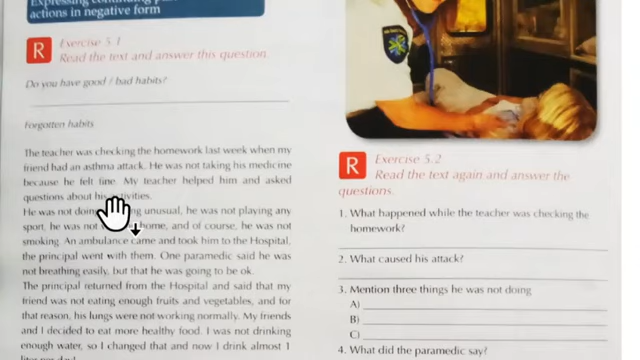 Expressing continuing pa
actions in negative form
R
Exercise 5.1
Read the text and answer this question.
Do you have good / bad habits?
Forgotten habits
The teacher was checking the homework last week when my
friend had an asthma attack. He was not taking his medicine
because he felt fine. My teacher helped him and asked
questions about his activities.
He was not doing unusual, he was not playing any
sport, he was not home, and of course, he was not
smoking. An ambulance came and took him to the Hospital,
the principal went with them. One paramedic said he was
not breathing easily, but that he was going to be ok.
The principal returned from the Hospital and said that my
friend was not eating enough fruits and vegetables, and for
that reason, his lungs were not working normally. My friends
and I decided to eat more healthy food. I was not drinking
enough water, so I changed that and now I drink almost 1
R
Exercise 5.2
Read the text again and answer the
questions.
1. What happened while the teacher was checking the
homework?
2. What caused his attack?
3. Mention three things he was not doing
A)
B)
C)
4. What did the paramedic say?